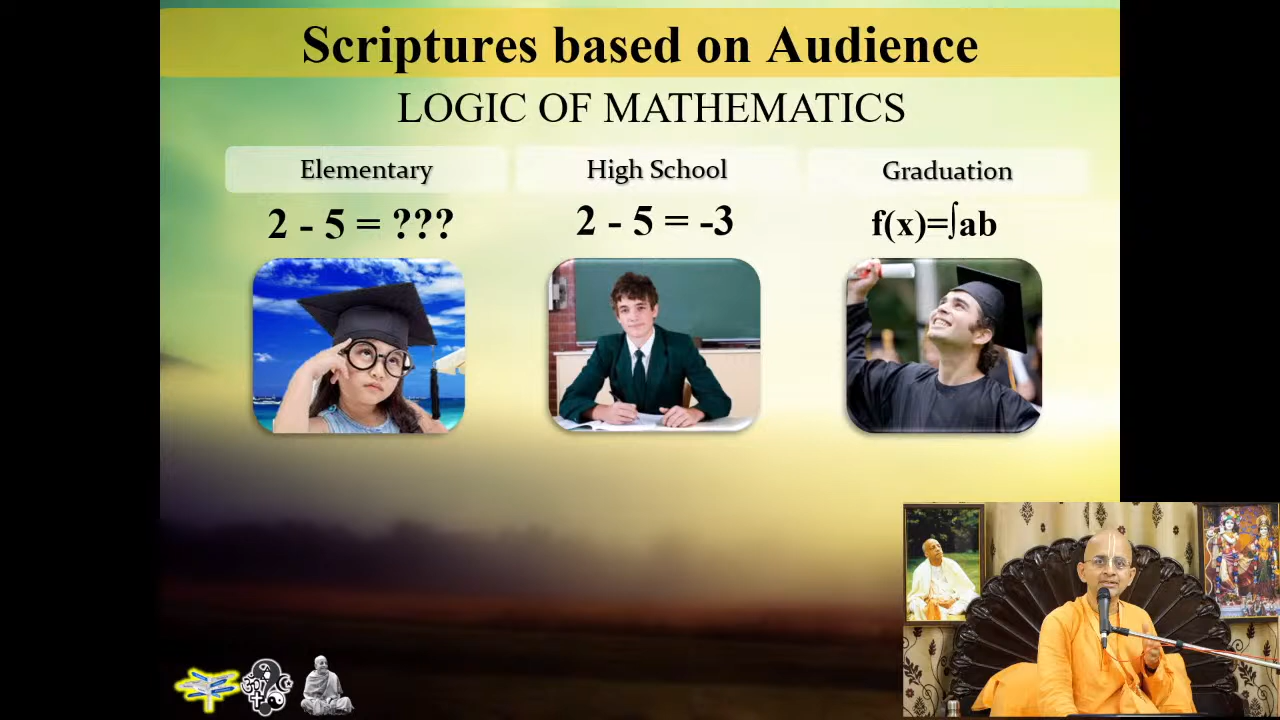 Scriptures based on Audience
LOGIC OF MATHEMATICS
Elementary
High School
Graduation
2 - 5 = ???
2 - 5 = -3
f(x)=∫ab